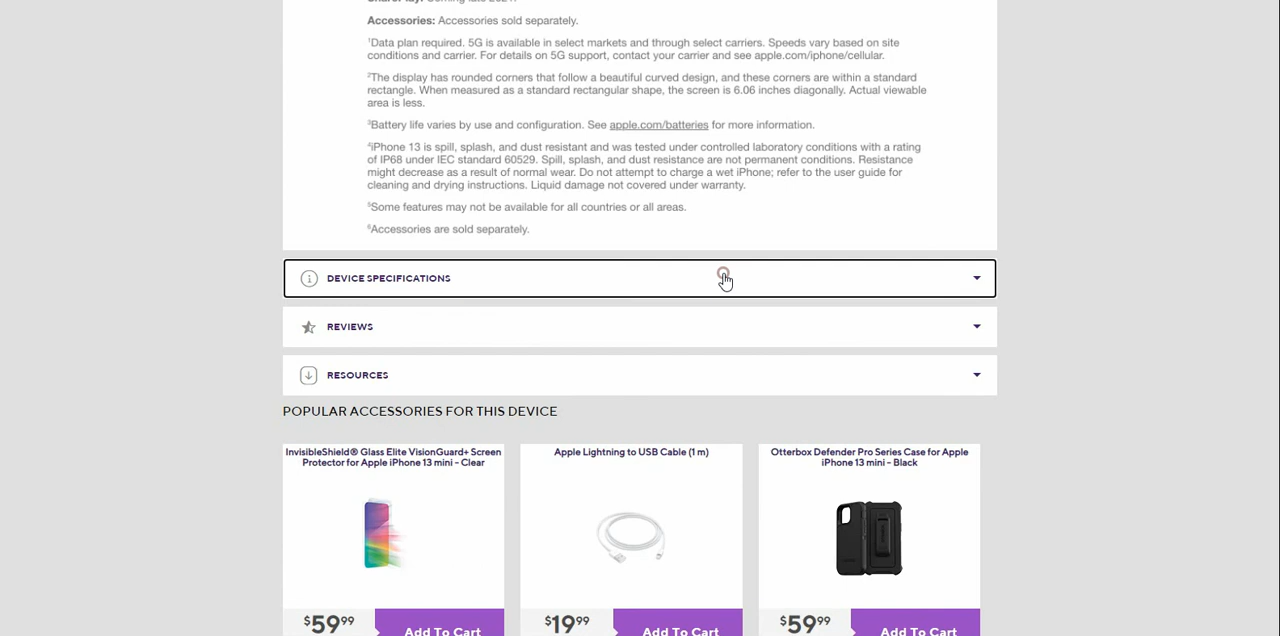 Accessories: Accessories sold separately.
¹Data plan required. 5G is available in select markets and through select carriers. Speeds vary based on site
conditions and carrier. For details on 5G support, contact your carrier and see apple.com/iphone/cellular.
²The display has rounded corners that follow a beautiful curved design, and these corners are within a standard
rectangle. When measured as a standard rectangular shape, the screen is 6.06 inches diagonally. Actual viewable
area is less.
³Battery life varies by use and configuration. See apple.com/batteries for more information.
⁴iPhone 13 is spill, splash, and dust resistant and was tested under controlled laboratory conditions with a rating
of IP68 under IEC standard 60529. Spill, splash, and dust resistance are not permanent conditions. Resistance
might decrease as a result of normal wear. Do not attempt to charge a wet iPhone; refer to the user guide for
cleaning and drying instructions. Liquid damage not covered under warranty.
⁵Some features may not be available for all countries or all areas.
⁶Accessories are sold separately.
DEVICE SPECIFICATIONS
REVIEWS
RESOURCES
POPULAR ACCESSORIES FOR THIS DEVICE
InvisibleShield® Glass Elite VisionGuard+ Screen
Protector for Apple iPhone 13 mini - Clear
Apple Lightning to USB Cable (1 m)
Otterbox Defender Pro Series Case for Apple
iPhone 13 mini - Black
$59.99 Add To Cart
$19.99 Add To Cart
$59.99 Add To Cart